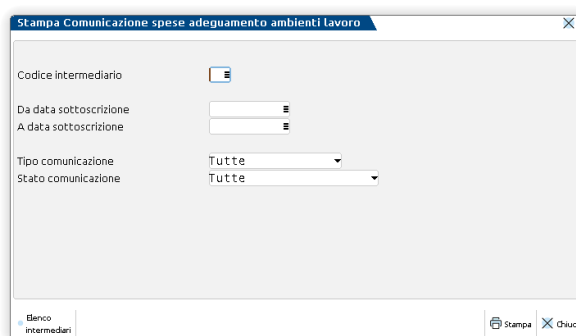 Stampa Comunicazione spese adeguamento ambienti lavoro
Codice intermediario
Da data sottoscrizione
A data sottoscrizione
Tipo comunicazione Tutte
Stato comunicazione Tutte
Elenco
intermediari
Stampa